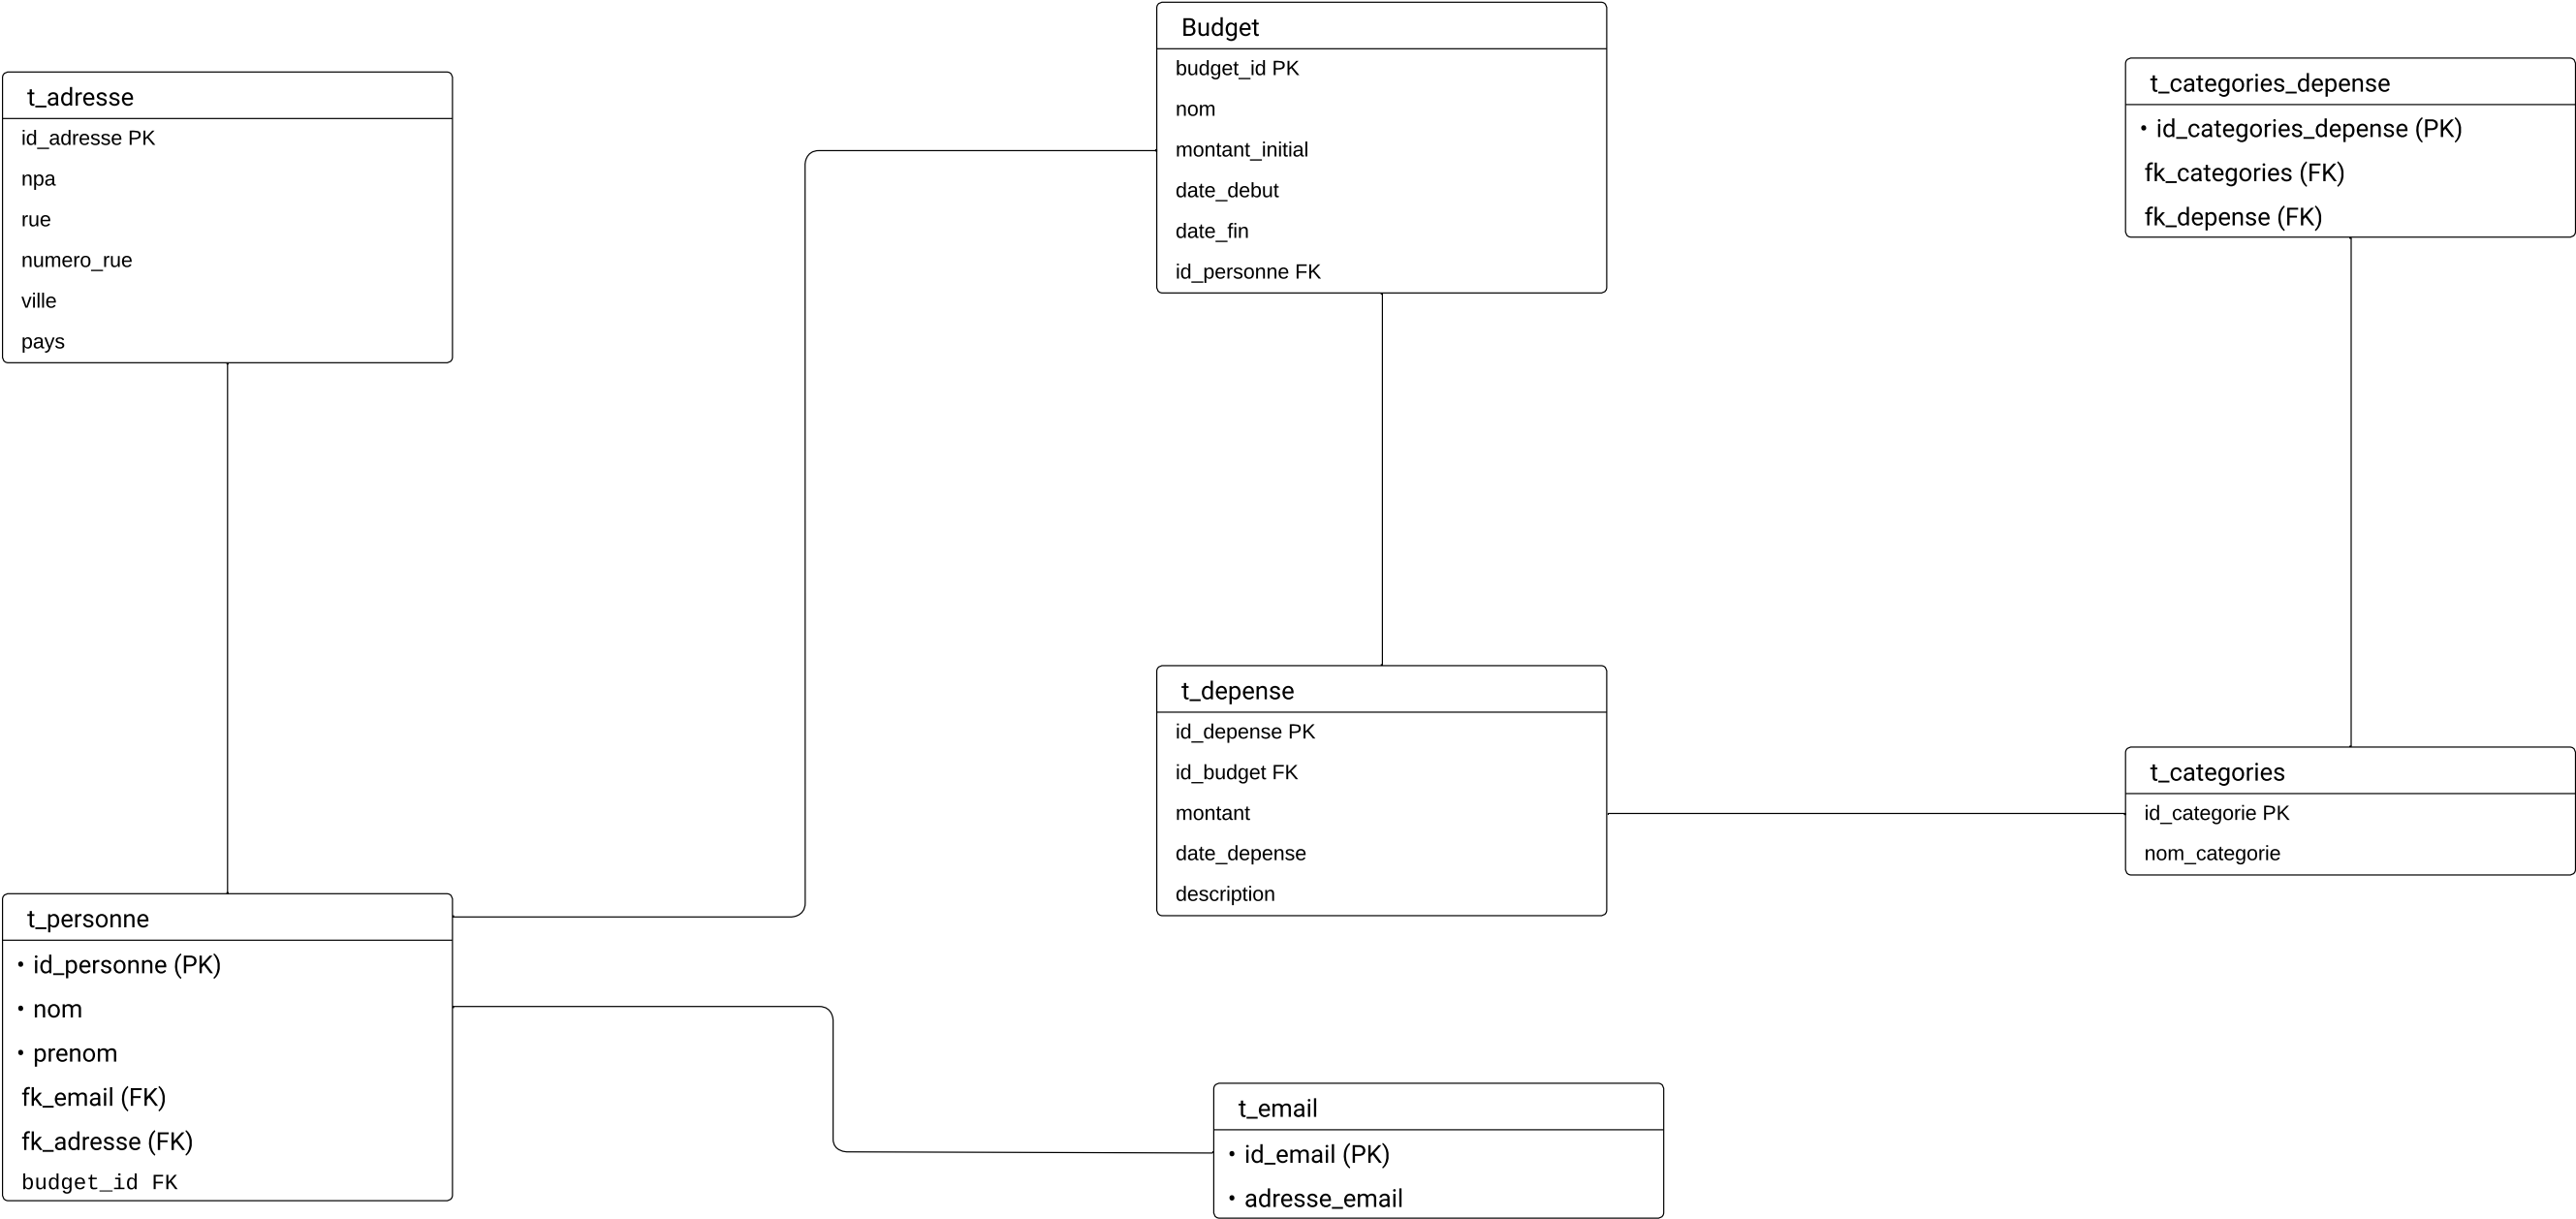 Budget
budget_id PK
nom
montant_initial
date_debut
date_fin
id_personne FK
t_adresse
id_adresse PK
npa
rue
numero_rue
ville
pays
t_categories_depense
• id_categories_depense (PK)
fk_categories (FK)
fk_depense (FK)
t_depense
id_depense PK
id_budget FK
montant
date_depense
description
t_categories
id_categorie PK
nom_categorie
t_personne
• id_personne (PK)
• nom
• prenom
fk_email (FK)
fk_adresse (FK)
budget_id FK
t_email
• id_email (PK)
• adresse_email